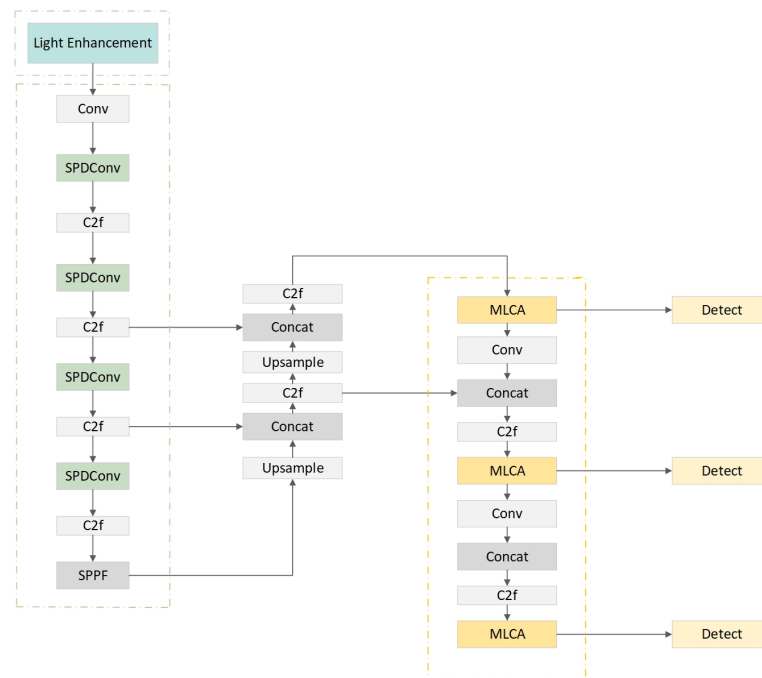 Light Enhancement
Conv
SPDConv
C2f
SPDConv
C2f
SPDConv
C2f
SPDConv
C2f
SPPF
C2f
Concat
Upsample
C2f
Concat
Upsample
MLCA
Conv
Concat
C2f
MLCA
Conv
Concat
C2f
MLCA
Detect
Detect
Detect